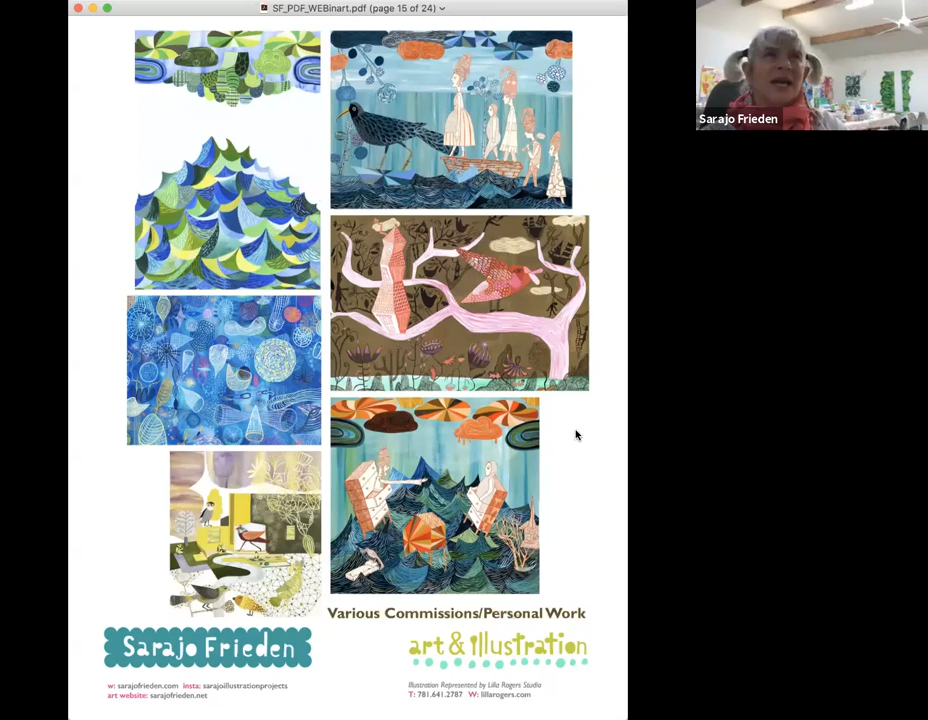 SF_PDF_WEBinart.pdf (page 15 of 24)
Sarajo Frieden
Various Commissions/Personal Work
Sarajo Frieden
art & illustration
w: sarajofrieden.com insta: sarajoillustrationprojects
art website: sarajofrieden.net
Illustration Represented by Lilla Rogers Studio
T: 781.641.2787 W: lillarogers.com